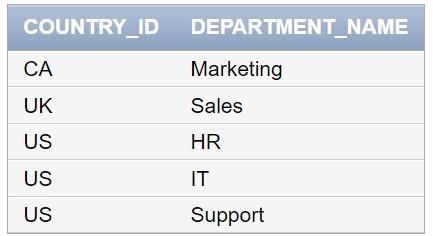 COUNTRY_ID DEPARTMENT_NAME
CA Marketing
UK Sales
US HR
US IT
US Support